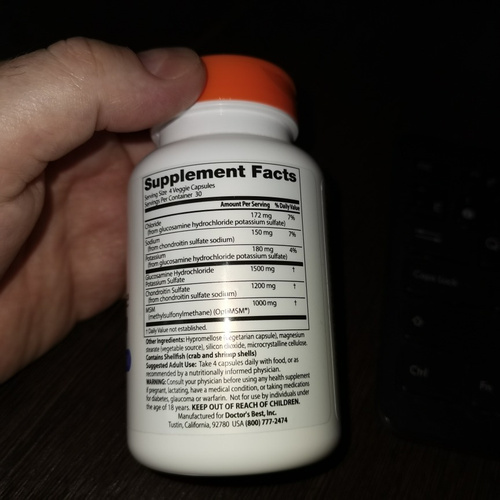 Supplement Facts
Serving Size 4 Veggie Capsules
Servings Per Container 30
Amount Per Serving % Daily Value
Chloride 172 mg 7%
(from glucosamine hydrochloride potassium sulfate)
Sodium 150 mg 7%
(from chondroitin sulfate sodium)
Potassium 180 mg 4%
(from glucosamine hydrochloride potassium sulfate)
Glucosamine Hydrochloride 1500 mg †
Potassium Sulfate
Chondroitin Sulfate 1200 mg †
(from chondroitin sulfate sodium)
MSM 1000 mg †
(methylsulfonylmethane) (OptiMSM®)
† Daily Value not established.
Other Ingredients: Hypromellose (vegetarian capsule), magnesium
stearate (vegetable source), silicon dioxide, microcrystalline cellulose.
Contains Shellfish (crab and shrimp shells)
Suggested Adult Use: Take 4 capsules daily with food, or as
recommended by a nutritionally informed physician.
WARNING: Consult your physician before using any health supplement
if pregnant, lactating, have a medical condition, or taking medications
for diabetes, glaucoma or warfarin. Not for use by individuals under
the age of 18 years. KEEP OUT OF REACH OF CHILDREN.
Manufactured for Doctor's Best, Inc.
Tustin, California, 92780 USA (800) 777-2474
Ctrl